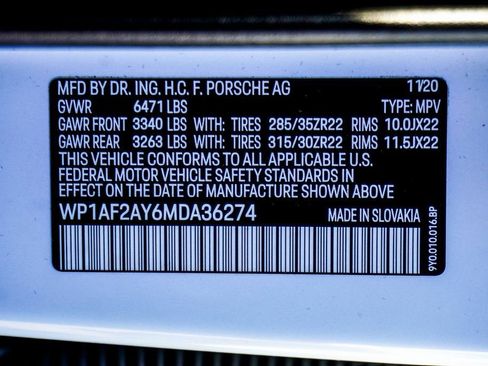 MFD BY DR. ING. H.C. F. PORSCHE AG 11/20
GVWR 6471 LBS TYPE: MPV
GAWR FRONT 3340 LBS WITH: TIRES 285/35ZR22 RIMS 10.0JX22
GAWR REAR 3263 LBS WITH: TIRES 315/30ZR22 RIMS 11.5JX22
THIS VEHICLE CONFORMS TO ALL APPLICABLE
FEDERAL MOTOR VEHICLE SAFETY STANDARDS IN
EFFECT ON THE DATE OF MANUFACTURE SHOWN ABOVE
WP1AF2AY6MDA36274 MADE IN SLOVAKIA
9Y0.010.016.BP